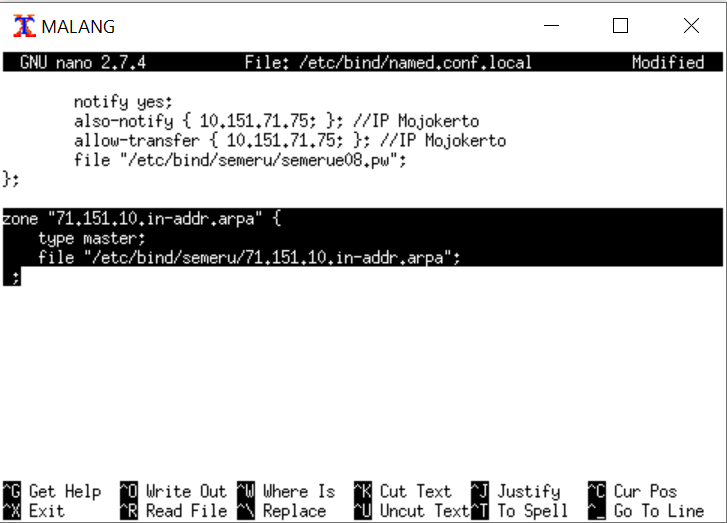 MALANG
GNU nano 2.7.4 File: /etc/bind/named.conf.local Modified
notify yes;
also-notify { 10.151.71.75; }; //IP Mojokerto
allow-transfer { 10.151.71.75; }; //IP Mojokerto
file "/etc/bind/semeru/semerue08.pw";
};
zone "71.151.10.in-addr.arpa" {
type master;
file "/etc/bind/semeru/71.151.10.in-addr.arpa";
;
^G Get Help ^O Write Out ^W Where Is ^K Cut Text ^J Justify ^C Cur Pos
^X Exit ^R Read File ^\ Replace ^U Uncut Text ^T To Spell ^_ Go To Line